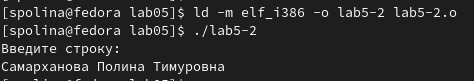 [spolina@fedora lab05]$ ld -m elf_i386 -o lab5-2 lab5-2.o
[spolina@fedora lab05]$ ./lab5-2
Введите строку:
Самарханова Полина Тимуровна